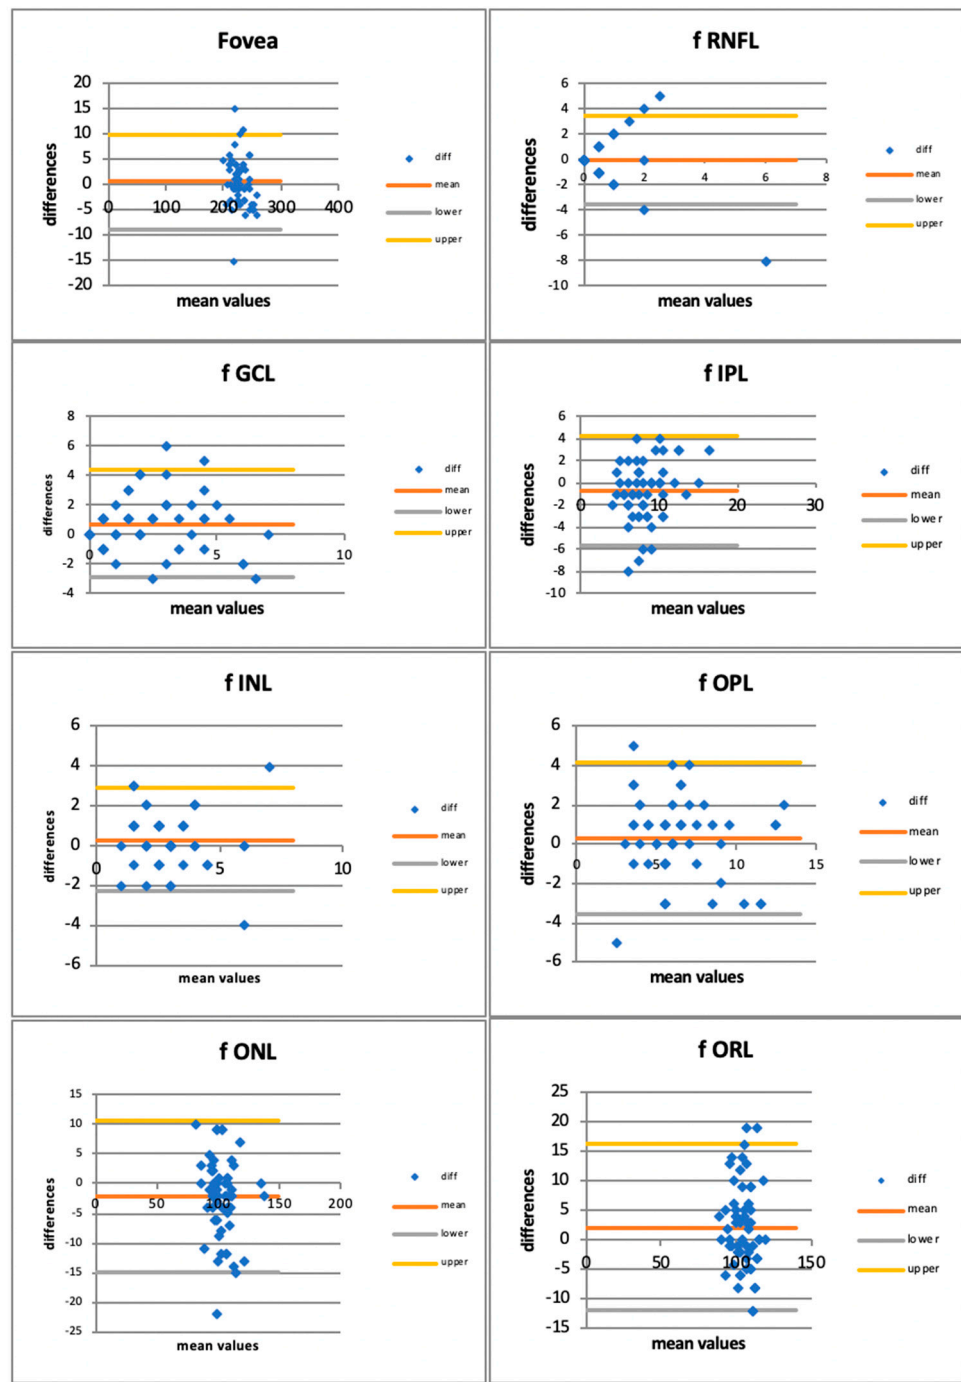 Fovea
20
15
10
5
0
-5
-10
-15
-20
0 100 200 300 400
differences
mean values
diff
mean
lower
upper
f RNFL
6
4
2
0
-2
-4
-6
-8
-10
0 2 4 6 8
differences
mean values
diff
mean
lower
upper
f GCL
8
6
4
2
0
-2
-4
0 5 10
differences
mean values
diff
mean
lower
upper
f IPL
6
4
2
0
-2
-4
-6
-8
-10
0 10 20 30
differences
mean values
diff
mean
lower
upper
f INL
6
4
2
0
-2
-4
-6
0 5 10
differences
mean values
diff
mean
lower
upper
f OPL
6
4
2
0
-2
-4
-6
0 5 10 15
differences
mean values
diff
mean
lower
upper
f ONL
15
10
5
0
-5
-10
-15
-20
-25
0 50 100 150 200
differences
mean values
diff
mean
lower
upper
f ORL
25
20
15
10
5
0
-5
-10
-15
0 50 100 150
differences
mean values
diff
mean
lower
upper